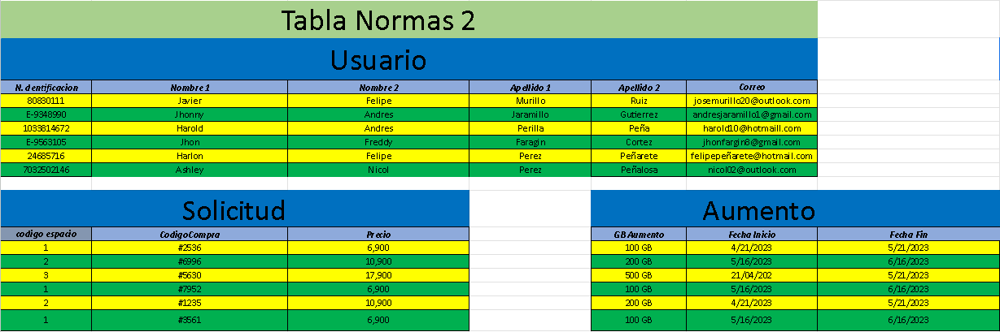 Tabla Normas 2
Usuario
N. dentificacion Nombre 1 Nombre 2 Apellido 1 Apellido 2 Correo
80830111 Javier Felipe Murillo Ruiz josemurillo20@outlook.com
E-9348990 Jhonny Andres Jaramillo Gutierrez andresjaramillo1@gmail.com
1033814672 Harold Andres Perilla Peña harold10@hotmaill.com
E-9563105 Jhon Freddy Faragin Cortez jhonfargin8@gmail.com
24685716 Harlon Felipe Perez Peñarete felipepeñarete@hotmail.com
7032502146 Ashley Nicol Perez Peñalosa nicol02@outlook.com
Solicitud
codigo espacio CodigoCompra Precio
1 #2536 6,900
2 #6996 10,900
3 #5630 17,900
1 #7952 6,900
2 #1235 10,900
1 #3561 6,900
Aumento
GB Aumento Fecha Inicio Fecha Fin
100 GB 4/21/2023 5/21/2023
200 GB 5/16/2023 6/16/2023
500 GB 21/04/202 5/21/2023
100 GB 5/16/2023 6/16/2023
200 GB 4/21/2023 5/21/2023
100 GB 5/16/2023 6/16/2023